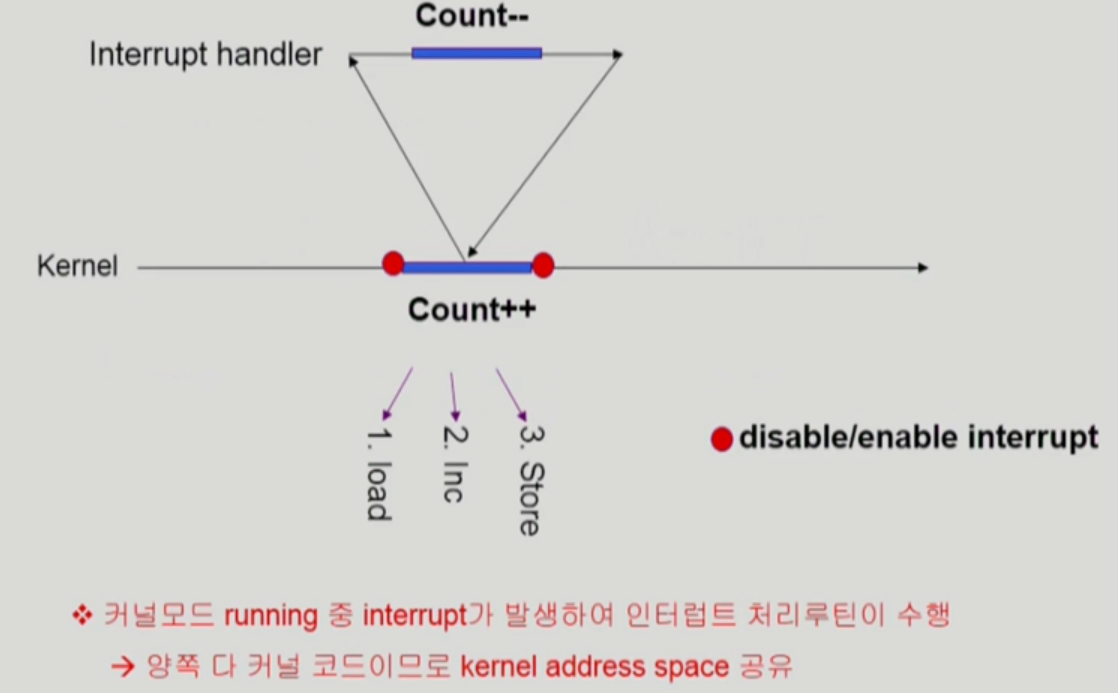 Count--
Interrupt handler
Kernel
Count++
1. load
2. Inc
3. Store
disable/enable interrupt
❖ 커널모드 running 중 interrupt가 발생하여 인터럽트 처리루틴이 수행
→ 양쪽 다 커널 코드이므로 kernel address space 공유